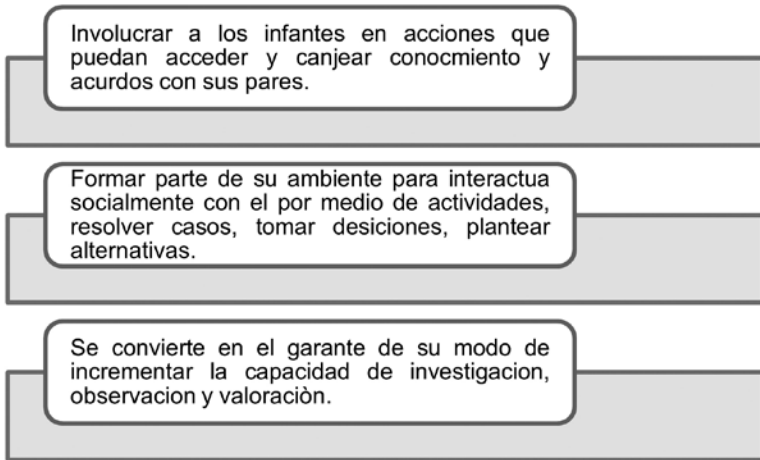 Involucrar a los infantes en acciones que
puedan acceder y canjear conocmiento y
acurdos con sus pares.
Formar parte de su ambiente para interactua
socialmente con el por medio de actividades,
resolver casos, tomar desiciones, plantear
alternativas.
Se convierte en el garante de su modo de
incrementar la capacidad de investigacion,
observacion y valoraciòn.